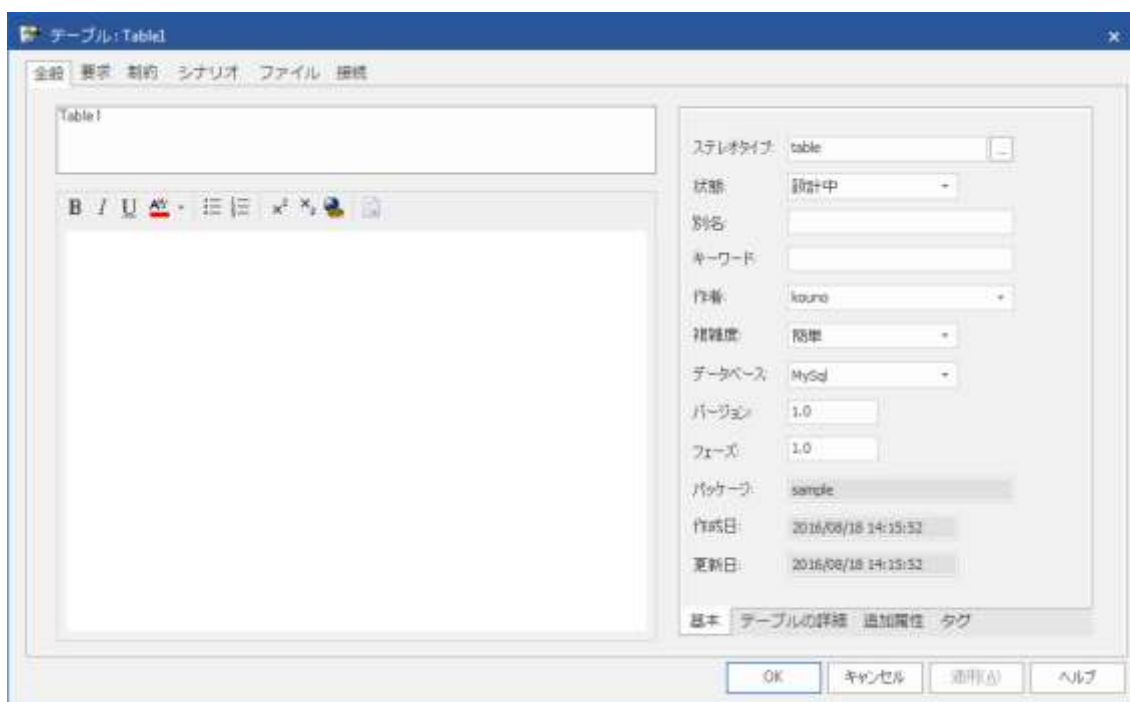 テーブル : Table1
全般 要求 制約 シナリオ ファイル 接続
Table1
B I U
ステレオタイプ: table ...
状態: 設計中
別名:
キーワード:
作者: kouno
複雑度: 簡単
データベース: MySql
バージョン: 1.0
フェーズ: 1.0
パッケージ: sample
作成日: 2016/08/18 14:15:52
更新日: 2016/08/18 14:15:52
基本 テーブルの詳細 追加属性 タグ
OK キャンセル 適用(A) ヘルプ